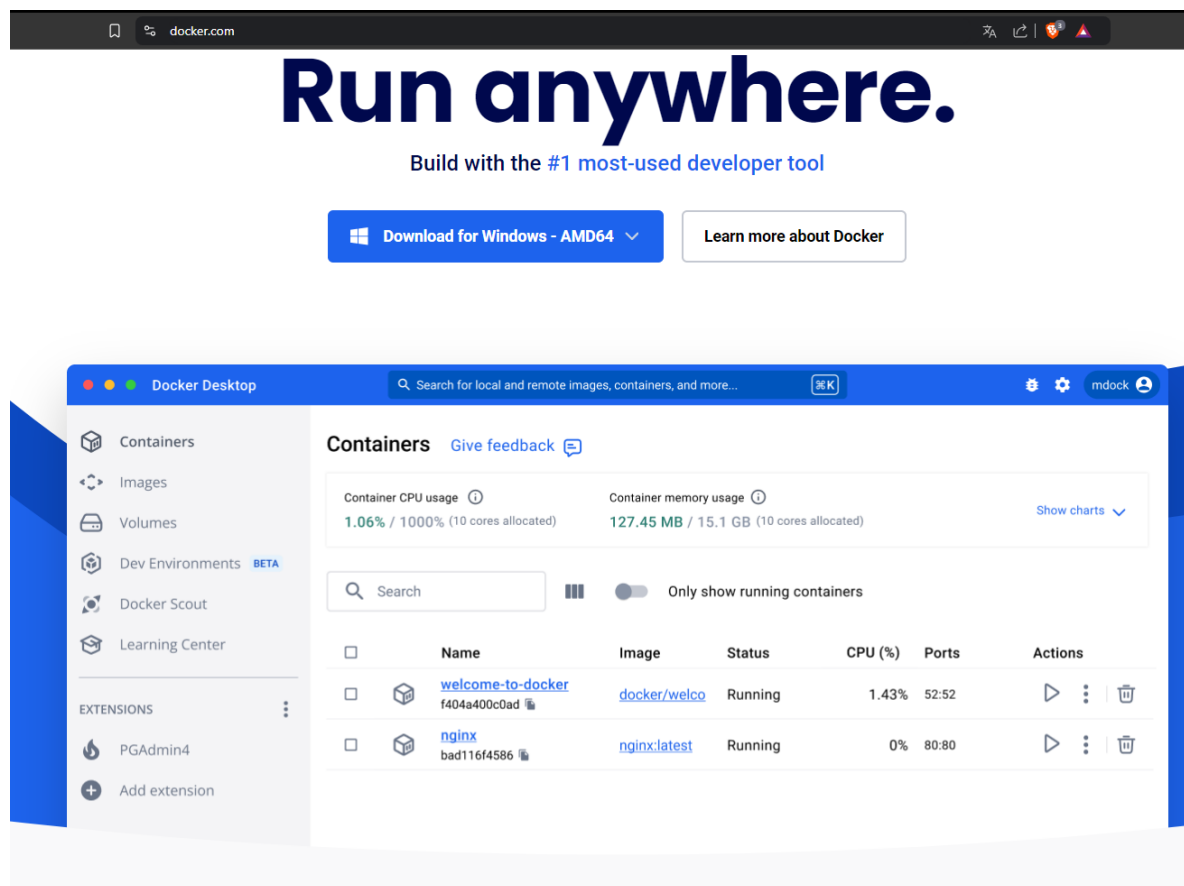 docker.com
3
Run anywhere.
Build with the #1 most-used developer tool
Download for Windows - AMD64
Learn more about Docker
Docker Desktop
Search for local and remote images, containers, and more...
⌘K
mdock
Containers
Images
Volumes
Dev Environments BETA
Docker Scout
Learning Center
EXTENSIONS
PGAdmin4
Add extension
Containers Give feedback
Container CPU usage
1.06% / 1000% (10 cores allocated)
Container memory usage
127.45 MB / 15.1 GB (10 cores allocated)
Show charts
Search
Only show running containers
Name Image Status CPU (%) Ports Actions
welcome-to-docker docker/welco Running 1.43% 52:52
f404a400c0ad
nginx nginx:latest Running 0% 80:80
bad116f4586